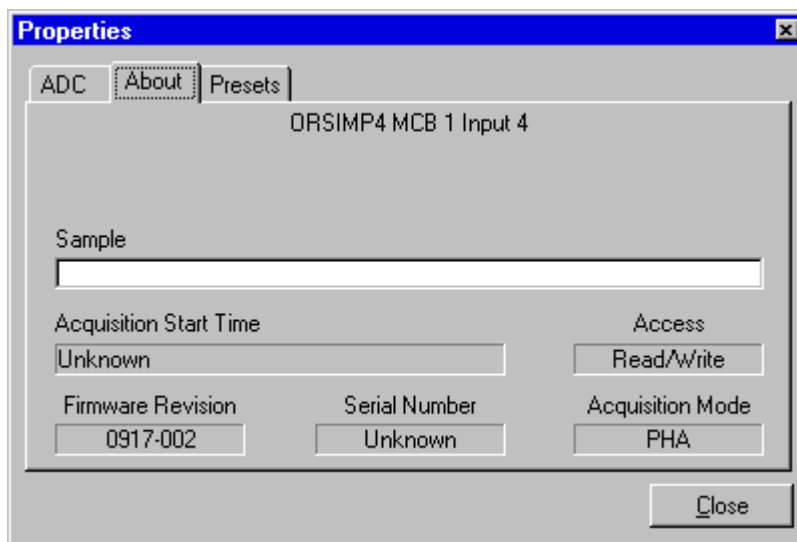 Properties
ADC About Presets
ORSIMP4 MCB 1 Input 4
Sample
Acquisition Start Time Access
Unknown Read/Write
Firmware Revision Serial Number Acquisition Mode
0917-002 Unknown PHA
Close